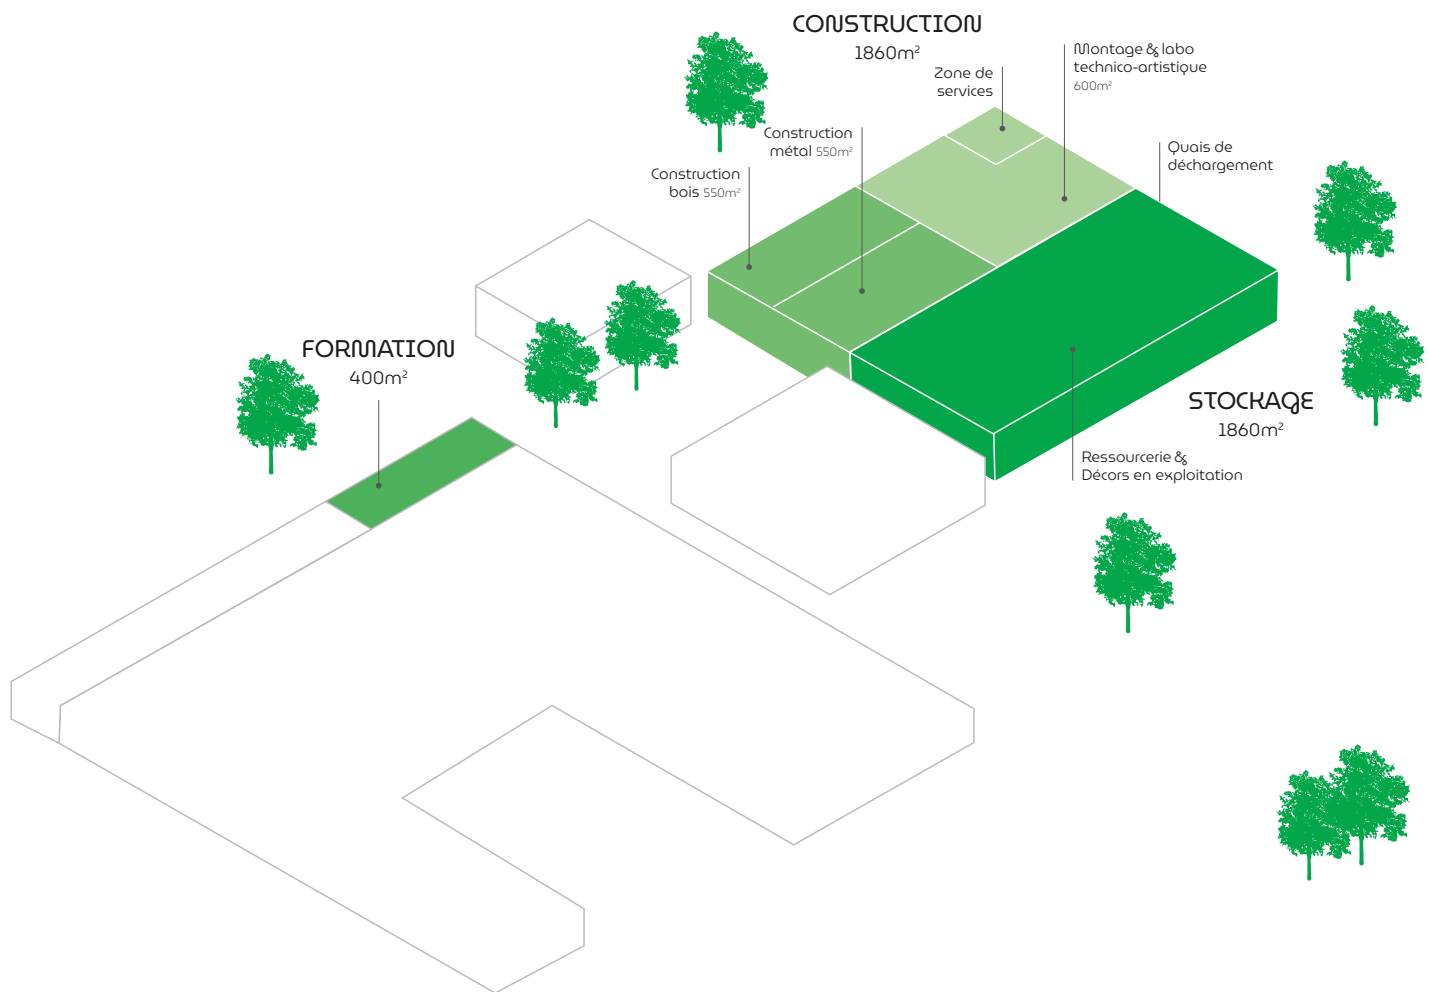 CONSTRUCTION
1860m²
Zone de
services
Montage & labo
technico-artistique
600m²
Construction
métal 550m²
Construction
bois 550m²
Quais de
déchargement
FORMATION
400m²
STOCKAGE
1860m²
Ressourcerie &
Décors en exploitation